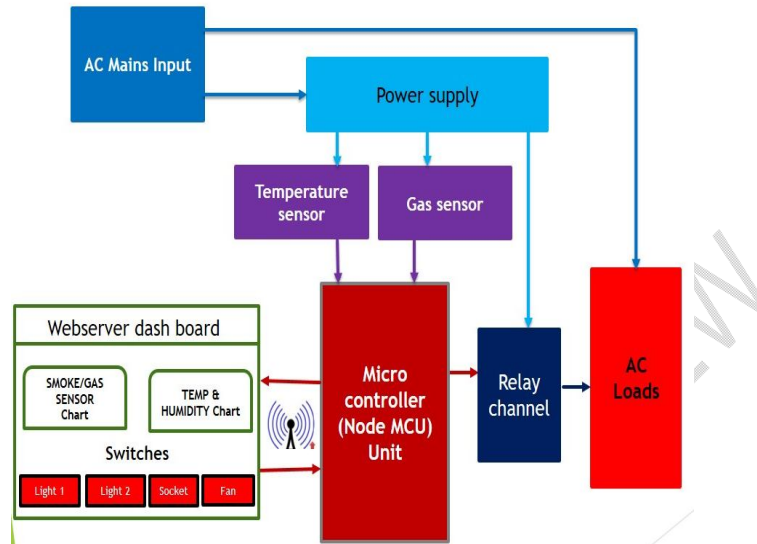 AC Mains Input
Power supply
Temperature
sensor
Gas sensor
Webserver dash board
SMOKE/GAS
SENSOR
Chart
TEMP &
HUMIDITY Chart
Switches
Light 1
Light 2
Socket
Fan
Micro
controller
(Node MCU)
Unit
Relay
channel
AC
Loads